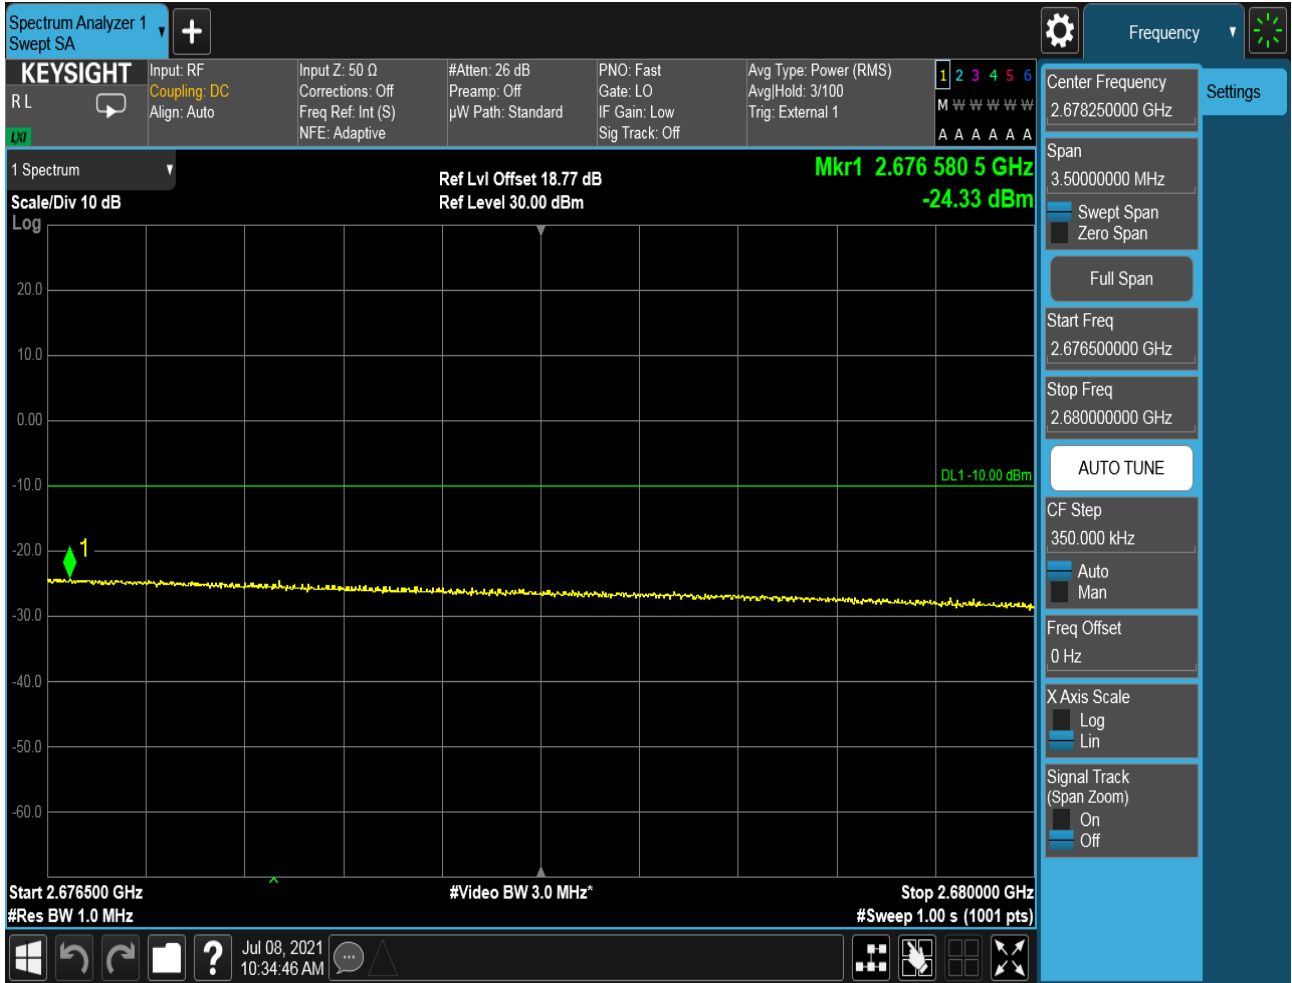 Spectrum Analyzer 1
Swept SA
Frequency
KEYSIGHT
R L
LXI
Input: RF
Coupling: DC
Align: Auto
Input Z: 50 Ω
Corrections: Off
Freq Ref: Int (S)
NFE: Adaptive
#Atten: 26 dB
Preamp: Off
µW Path: Standard
PNO: Fast
Gate: LO
IF Gain: Low
Sig Track: Off
Avg Type: Power (RMS)
Avg|Hold: 3/100
Trig: External 1
1 2 3 4 5 6
M W W W W W
A A A A A A
1 Spectrum
Scale/Div 10 dB
Log
Ref Lvl Offset 18.77 dB
Ref Level 30.00 dBm
Mkr1 2.676 580 5 GHz
-24.33 dBm
20.0
10.0
0.00
-10.0
-20.0
-30.0
-40.0
-50.0
-60.0
DL1 -10.00 dBm
1
Start 2.676500 GHz
#Res BW 1.0 MHz
#Video BW 3.0 MHz*
Stop 2.680000 GHz
#Sweep 1.00 s (1001 pts)
?
Jul 08, 2021
10:34:46 AM
Center Frequency
2.678250000 GHz
Span
3.50000000 MHz
Swept Span
Zero Span
Full Span
Start Freq
2.676500000 GHz
Stop Freq
2.680000000 GHz
AUTO TUNE
CF Step
350.000 kHz
Auto
Man
Freq Offset
0 Hz
X Axis Scale
Log
Lin
Signal Track
(Span Zoom)
On
Off
Settings